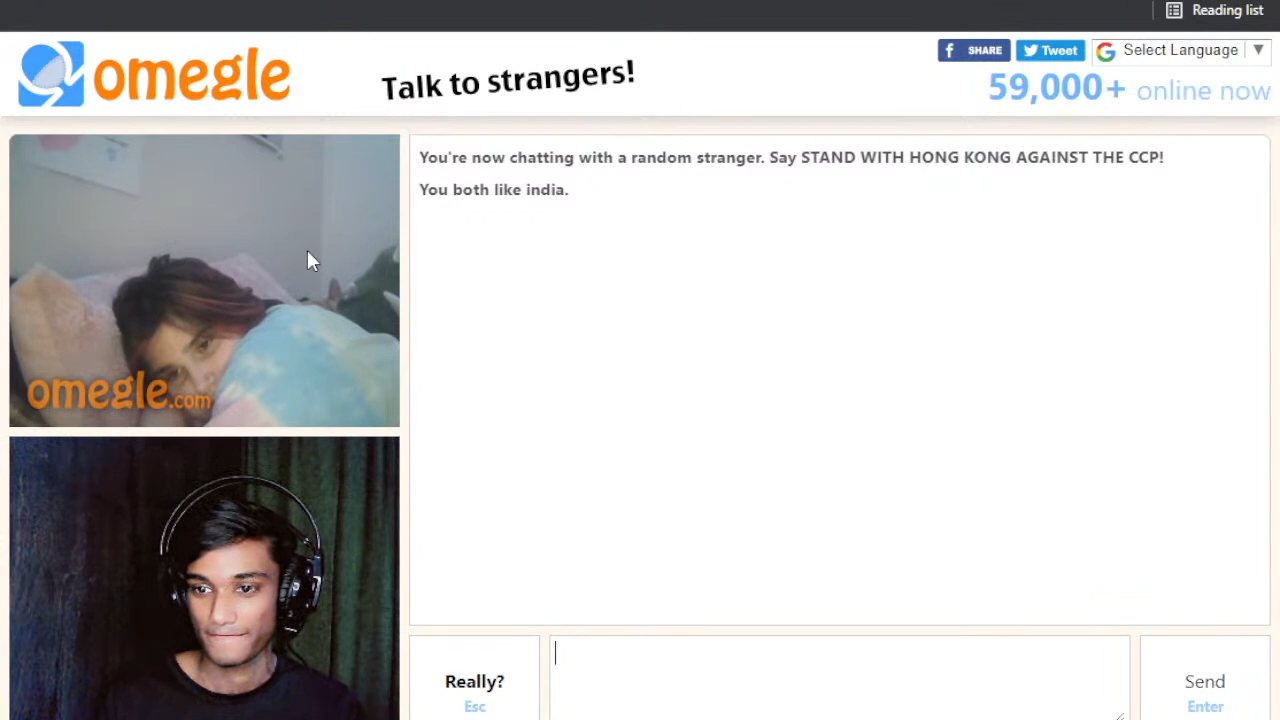 Reading list
omegle
Talk to strangers!
SHARE
Tweet
Select Language
59,000+ online now
You're now chatting with a random stranger. Say STAND WITH HONG KONG AGAINST THE CCP!
You both like india.
omegle.com
Really?
Esc
Send
Enter